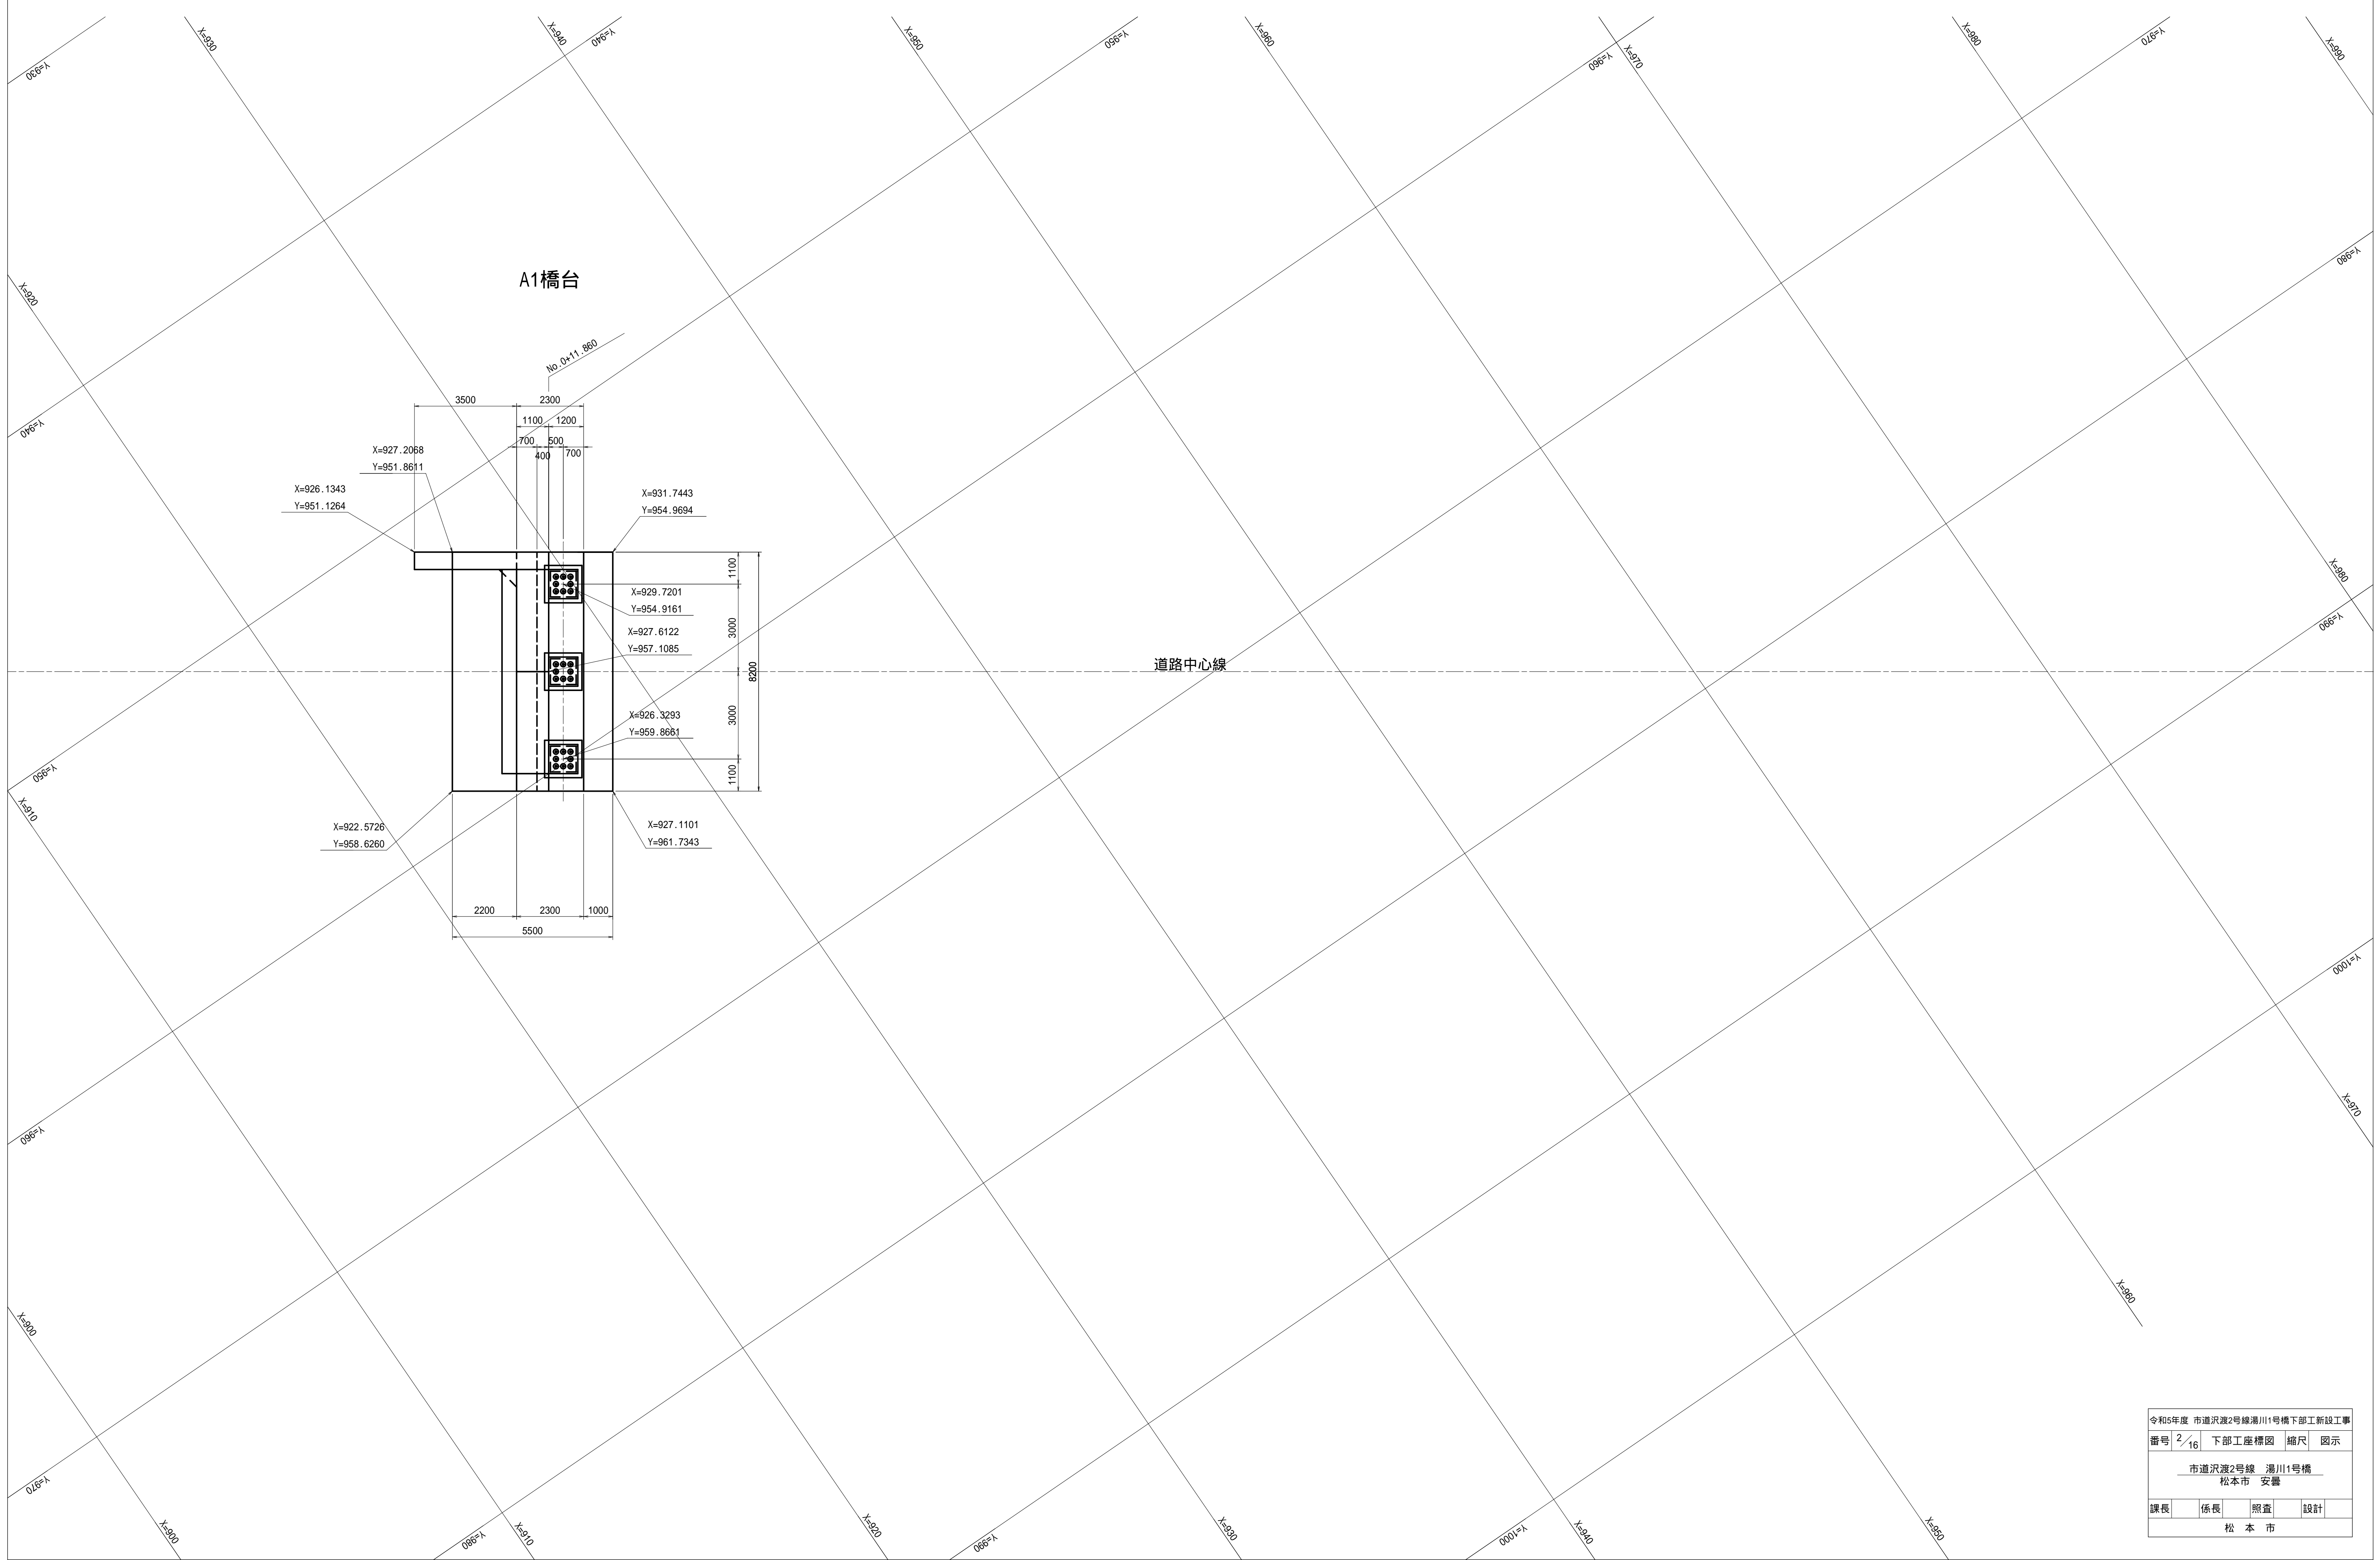 X=930
X=940
Y=940
X=950
Y=950
X=960
Y=960
X=970
X=980
Y=970
X=990
Y=930
X=920
Y=980
A1橋台
No.0+11.860
3500
2300
1100
1200
Y=940
700
500
400
700
X=927.2068
Y=951.8611
X=926.1343
Y=951.1264
X=931.7443
Y=954.9694
1100
X=980
X=929.7201
Y=954.9161
3000
X=927.6122
Y=957.1085
Y=990
道路中心線
8200
X=926.3293
Y=959.8661
3000
Y=950
1100
X=910
X=922.5726
Y=958.6260
X=927.1101
Y=961.7343
2200
2300
1000
5500
Y=1000
X=970
Y=960
X=960
X=900
Y=970
X=900
Y=980
X=910
X=920
Y=990
X=930
Y=1000
X=940
X=950
令和5年度 市道沢渡2号線湯川1号橋下部工新設工事
番号 2/16 下部工座標図 縮尺 図示
市道沢渡2号線 湯川1号橋
松本市 安曇
課長 係長 照査 設計
松 本 市